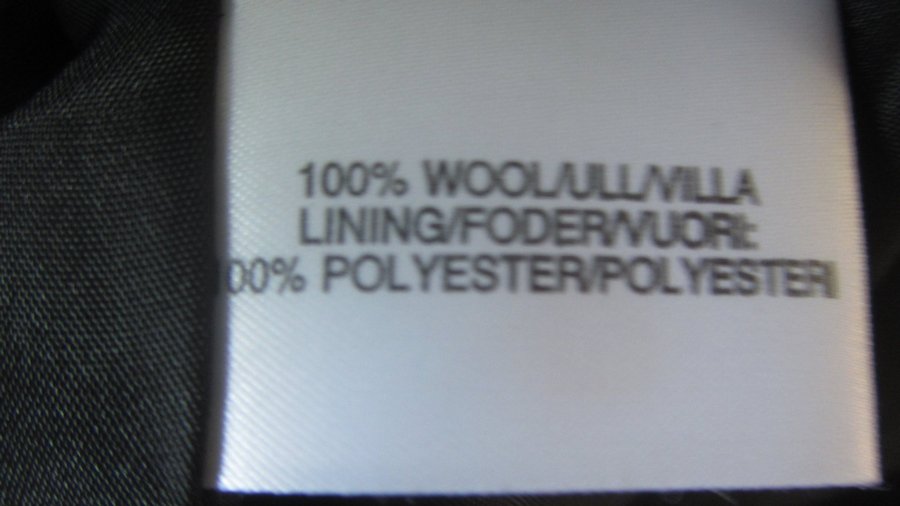 100% WOOL/ULL/VILLA
LINING/FODER/VUORI:
00% POLYESTER/POLYESTERI